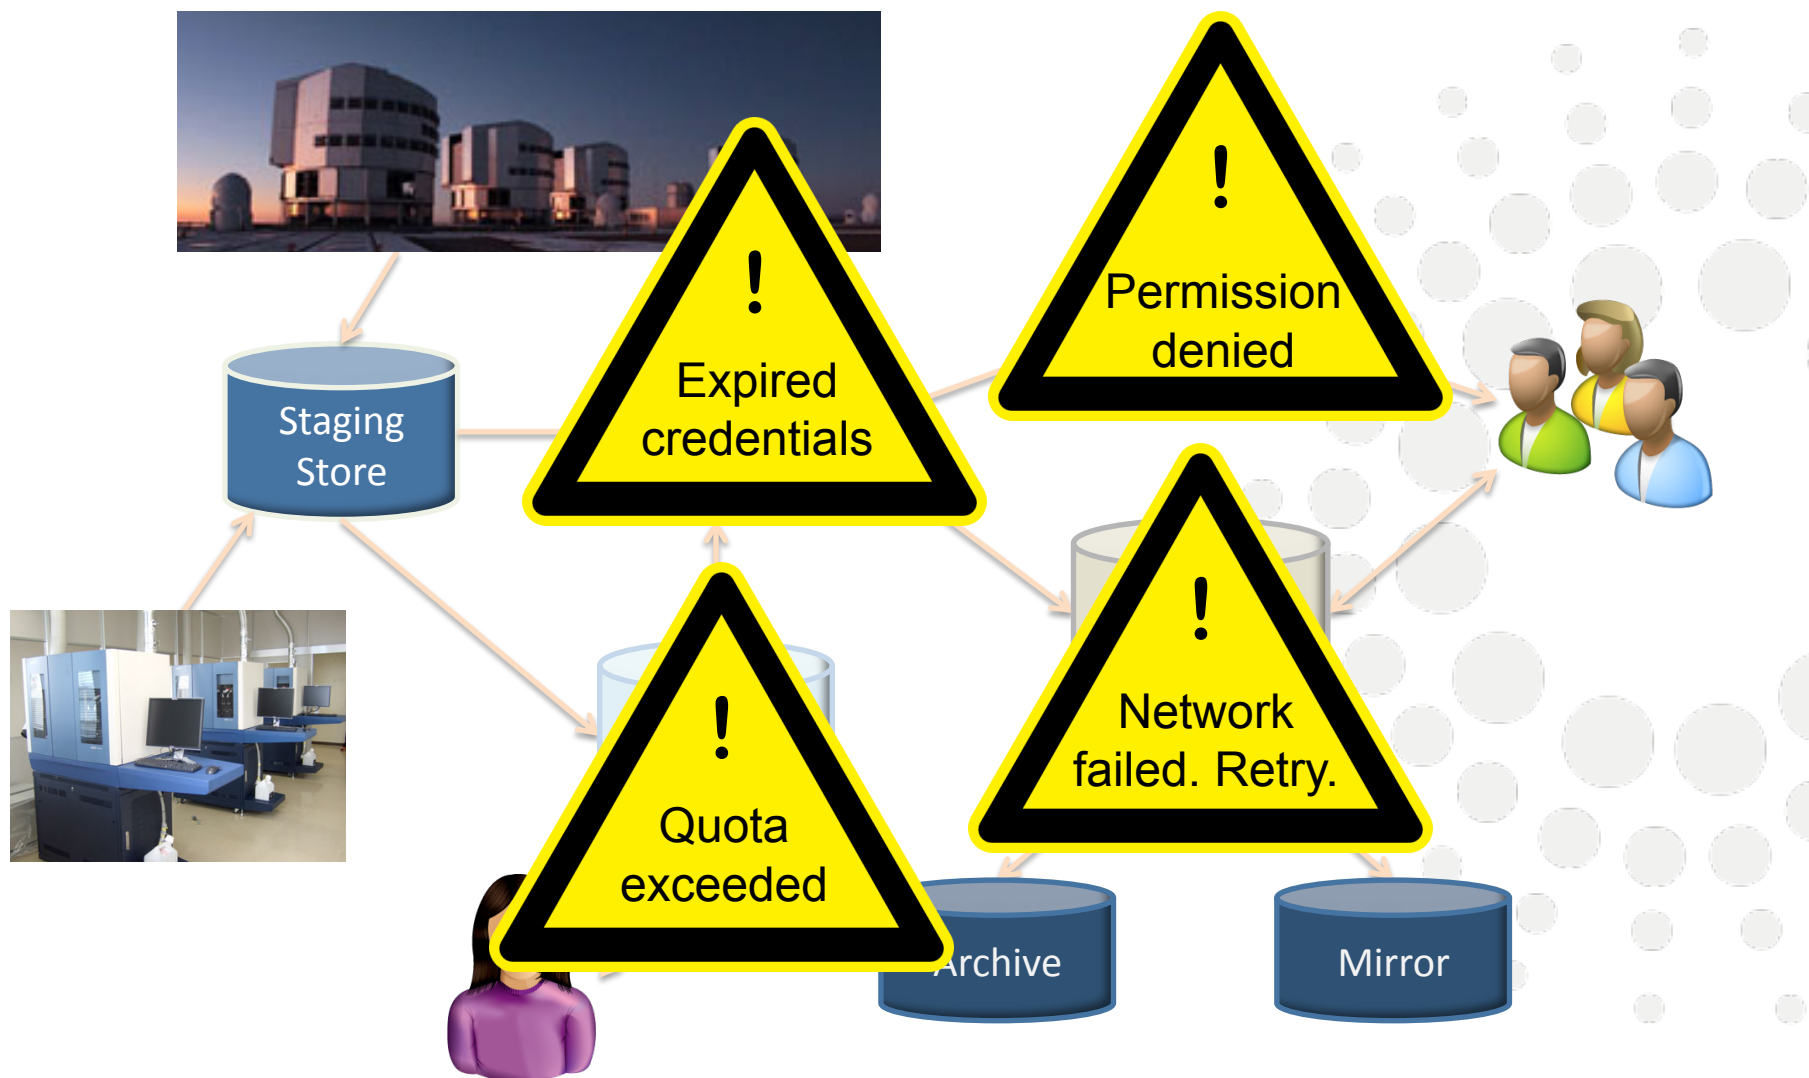 !
Permission
denied
!
Expired
credentials
Staging
Store
!
Network
failed. Retry.
!
Quota
exceeded
Archive
Mirror